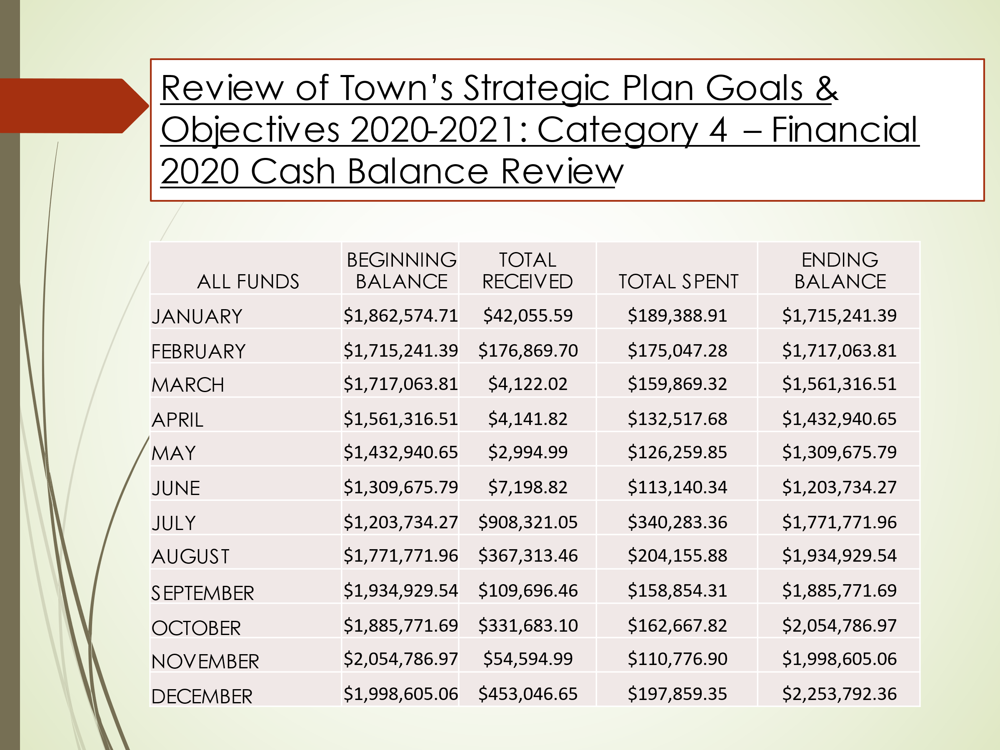 Review of Town’s Strategic Plan Goals &
Objectives 2020-2021: Category 4 – Financial
2020 Cash Balance Review
ALL FUNDS BEGINNING BALANCE TOTAL RECEIVED TOTAL SPENT ENDING BALANCE
JANUARY $1,862,574.71 $42,055.59 $189,388.91 $1,715,241.39
FEBRUARY $1,715,241.39 $176,869.70 $175,047.28 $1,717,063.81
MARCH $1,717,063.81 $4,122.02 $159,869.32 $1,561,316.51
APRIL $1,561,316.51 $4,141.82 $132,517.68 $1,432,940.65
MAY $1,432,940.65 $2,994.99 $126,259.85 $1,309,675.79
JUNE $1,309,675.79 $7,198.82 $113,140.34 $1,203,734.27
JULY $1,203,734.27 $908,321.05 $340,283.36 $1,771,771.96
AUGUST $1,771,771.96 $367,313.46 $204,155.88 $1,934,929.54
SEPTEMBER $1,934,929.54 $109,696.46 $158,854.31 $1,885,771.69
OCTOBER $1,885,771.69 $331,683.10 $162,667.82 $2,054,786.97
NOVEMBER $2,054,786.97 $54,594.99 $110,776.90 $1,998,605.06
DECEMBER $1,998,605.06 $453,046.65 $197,859.35 $2,253,792.36